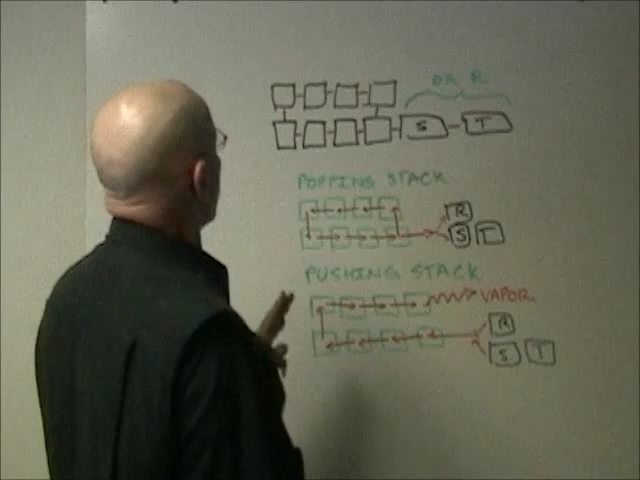 OR R
S T
POPPING STACK
R
S T
PUSHING STACK
VAPOR
R
S T